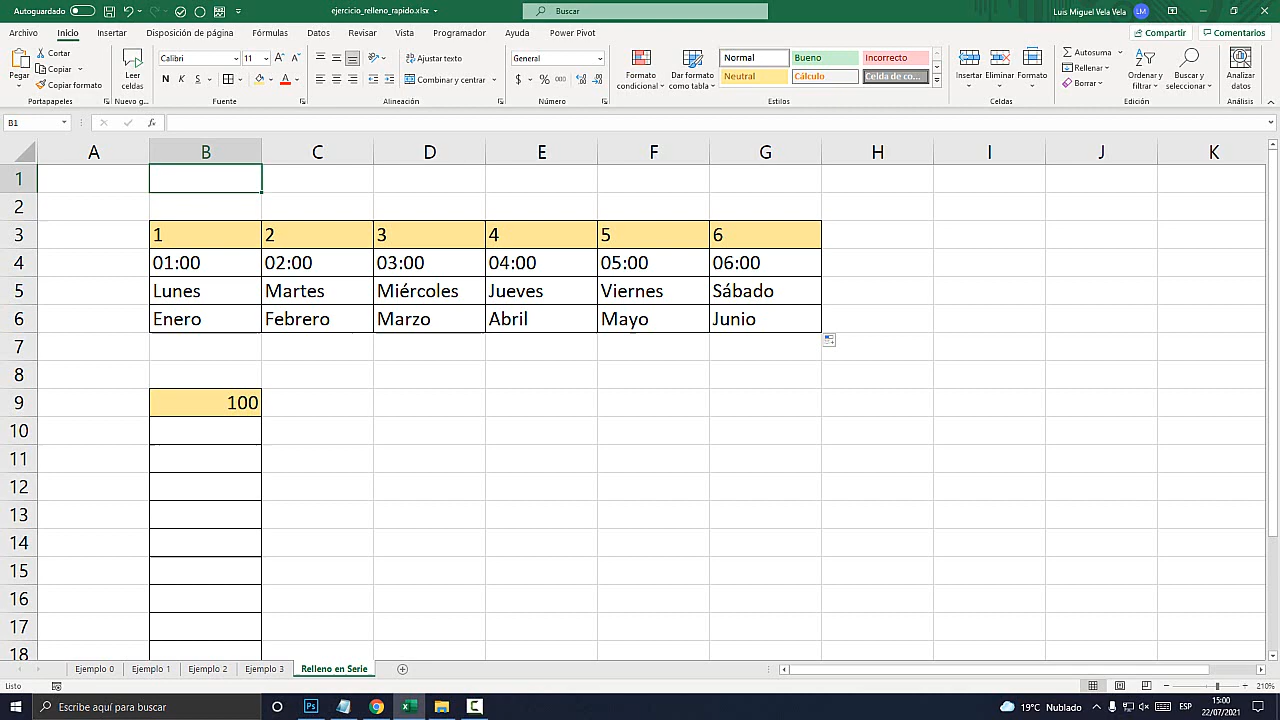 Autoguardado
ejercicio_relleno_rapido.xlsx
Buscar
Luis Miguel Vela Vela
LM
Archivo
Inicio
Insertar
Disposición de página
Fórmulas
Datos
Revisar
Vista
Programador
Ayuda
Power Pivot
Compartir
Comentarios
Pegar
Cortar
Copiar
Copiar formato
Portapapeles
Leer celdas
Nuevo g...
Calibri
11
N K S
Fuente
Ajustar texto
Combinar y centrar
Alineación
General
$ % 000
Número
Formato condicional
Dar formato como tabla
Normal
Bueno
Incorrecto
Neutral
Cálculo
Celda de co...
Estilos
Insertar
Eliminar
Formato
Celdas
Autosuma
Rellenar
Borrar
Ordenar y filtrar
Buscar y seleccionar
Edición
Analizar datos
Análisis
B1
fx
A B C D E F G H I J K
1
2
3 1 2 3 4 5 6
4 01:00 02:00 03:00 04:00 05:00 06:00
5 Lunes Martes Miércoles Jueves Viernes Sábado
6 Enero Febrero Marzo Abril Mayo Junio
7
8
9 100
10
11
12
13
14
15
16
17
18
Ejemplo 0
Ejemplo 1
Ejemplo 2
Ejemplo 3
Relleno en Serie
Listo
210%
Escribe aquí para buscar
Ps
19°C Nublado
ESP
15:00
22/07/2021